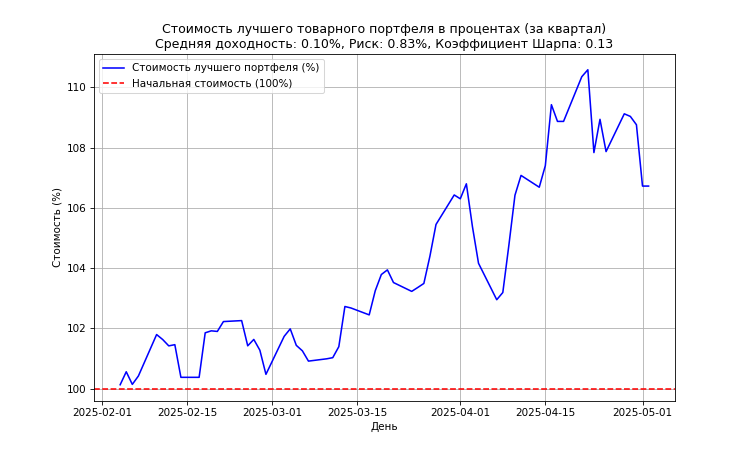 Стоимость лучшего товарного портфеля в процентах (за квартал)
Средняя доходность: 0.10%, Риск: 0.83%, Коэффициент Шарпа: 0.13
Стоимость лучшего портфеля (%)
Начальная стоимость (100%)
Стоимость (%)
110
108
106
104
102
100
2025-02-01 2025-02-15 2025-03-01 2025-03-15 2025-04-01 2025-04-15 2025-05-01
День